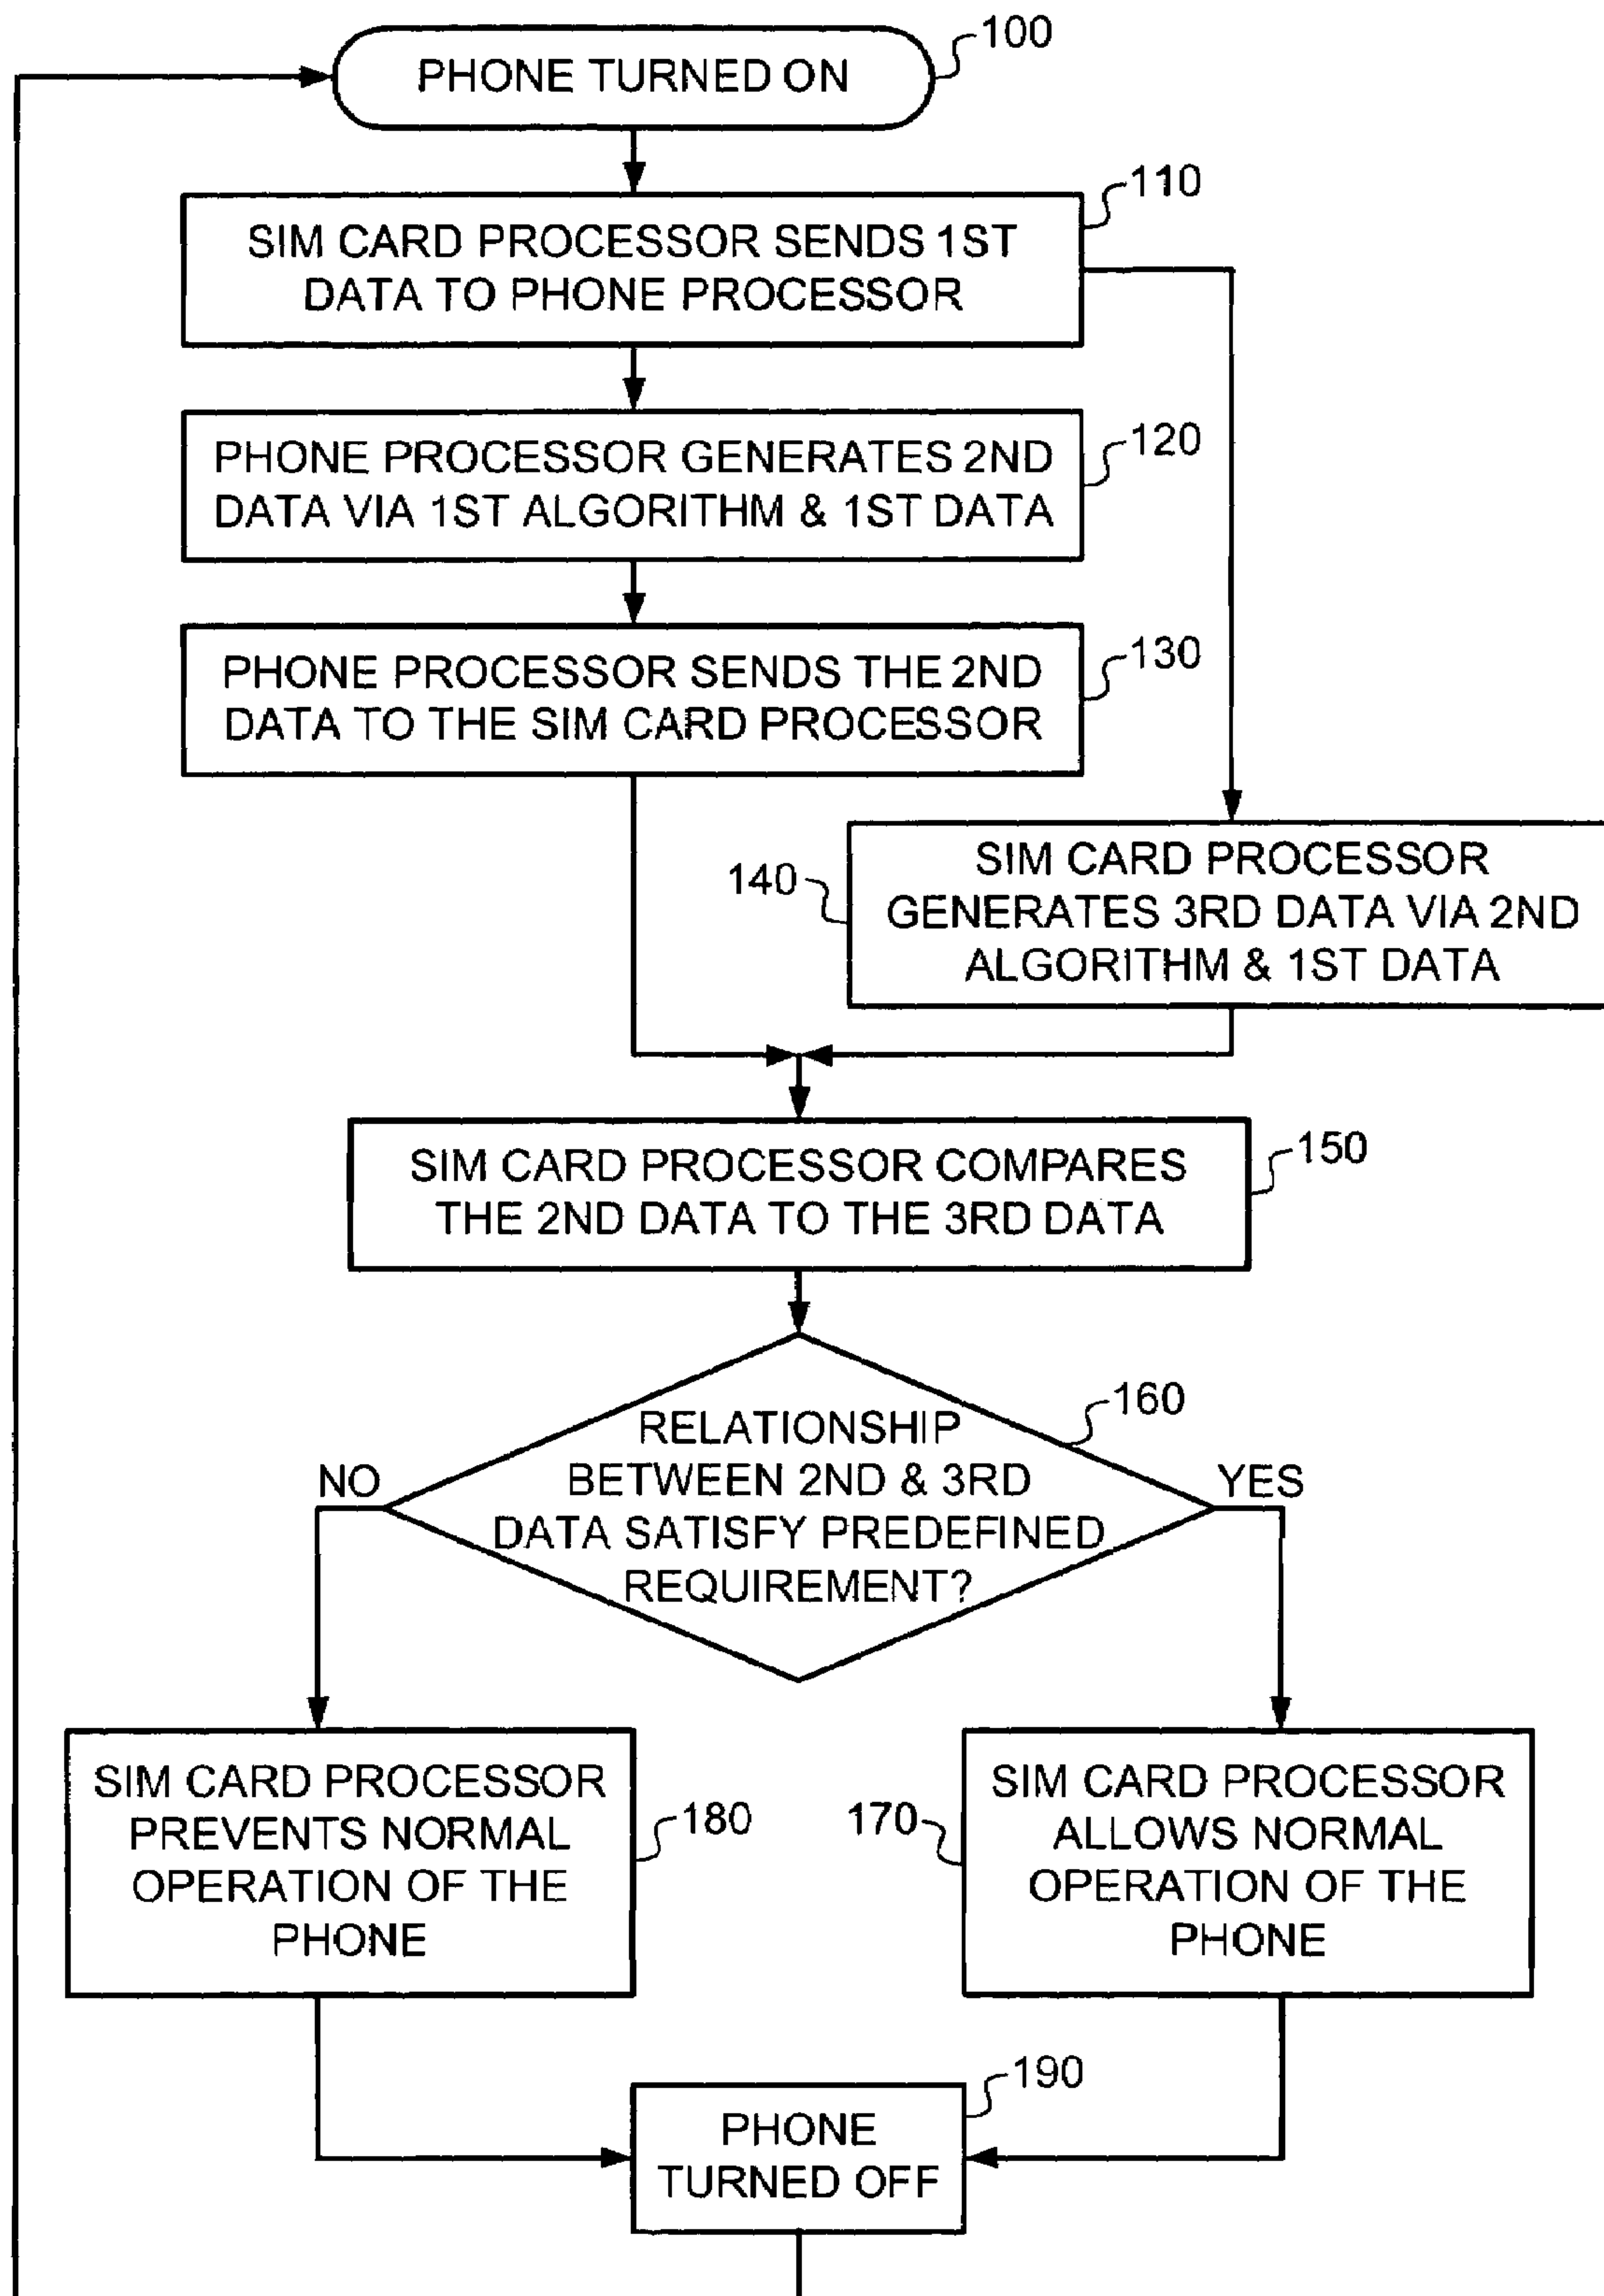 100
PHONE TURNED ON
110
SIM CARD PROCESSOR SENDS 1ST
DATA TO PHONE PROCESSOR
120
PHONE PROCESSOR GENERATES 2ND
DATA VIA 1ST ALGORITHM & 1ST DATA
130
PHONE PROCESSOR SENDS THE 2ND
DATA TO THE SIM CARD PROCESSOR
140
SIM CARD PROCESSOR
GENERATES 3RD DATA VIA 2ND
ALGORITHM & 1ST DATA
150
SIM CARD PROCESSOR COMPARES
THE 2ND DATA TO THE 3RD DATA
160
RELATIONSHIP
BETWEEN 2ND & 3RD
DATA SATISFY PREDEFINED
REQUIREMENT?
NO
YES
SIM CARD PROCESSOR
PREVENTS NORMAL
OPERATION OF THE
PHONE
180
170
SIM CARD PROCESSOR
ALLOWS NORMAL
OPERATION OF THE
PHONE
190
PHONE
TURNED OFF